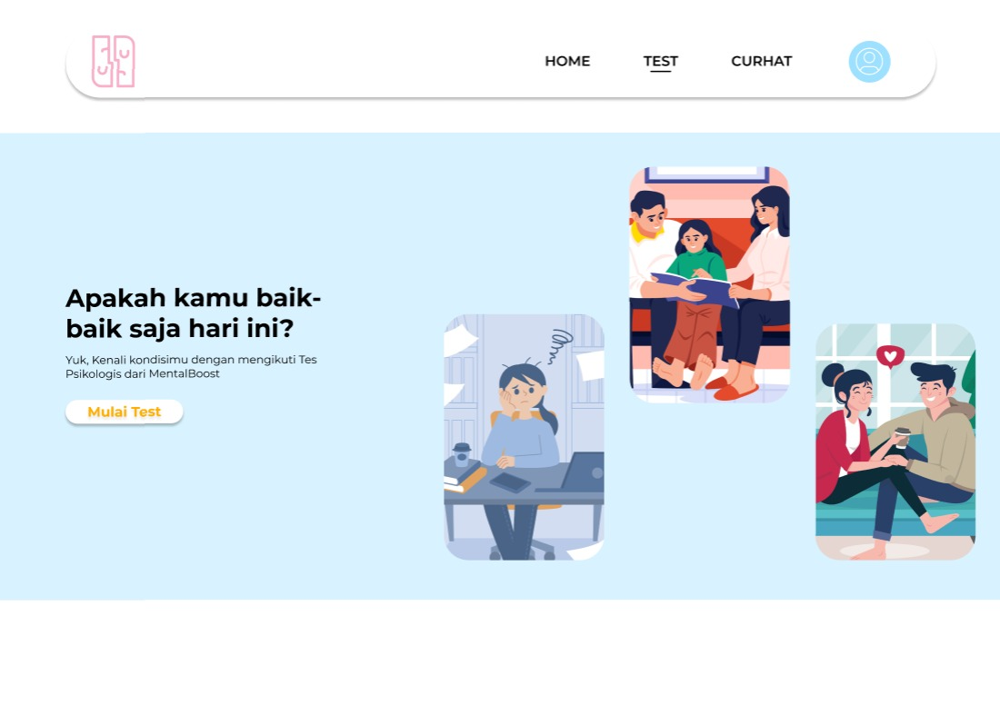 HOME
TEST
CURHAT
Apakah kamu baik-
baik saja hari ini?
Yuk, Kenali kondisimu dengan mengikuti Tes
Psikologis dari MentalBoost
Mulai Test